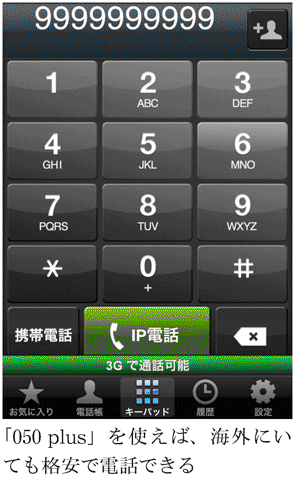 9999999999
1
2
3
ABC
DEF
4
5
6
GHI
JKL
MNO
7
8
9
PQRS
TUV
WXYZ
*
0
#
+
携帯電話
IP電話
3G で通話可能
お気に入り
電話帳
キーパッド
履歴
設定
「050 plus」を使えば、海外にい
ても格安で電話できる